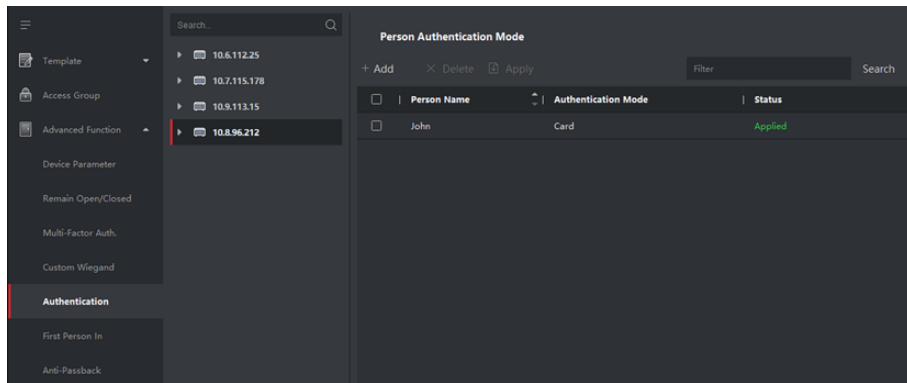 Template
Access Group
Advanced Function
Device Parameter
Remain Open/Closed
Multi-Factor Auth.
Custom Wiegand
Authentication
First Person In
Anti-Passback
Search...
10.6.112.25
10.7.115.178
10.9.113.15
10.8.96.212
Person Authentication Mode
+ Add × Delete Apply Filter Search
Person Name | Authentication Mode | Status
John Card Applied